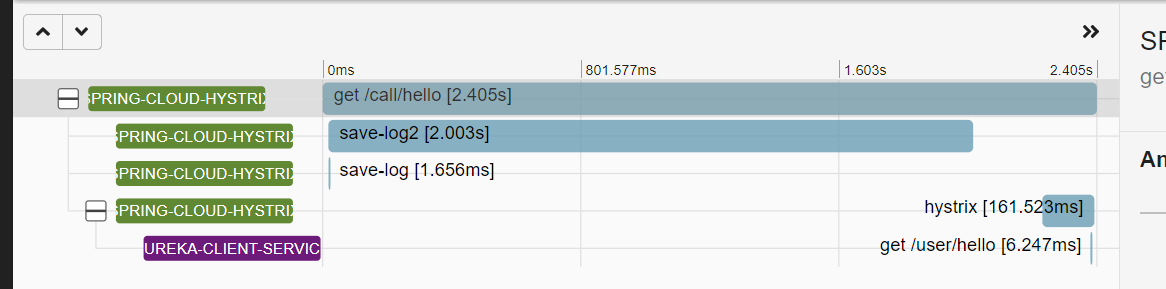 0ms 801.577ms 1.603s 2.405s
SPRING-CLOUD-HYSTRIX get /call/hello [2.405s]
SPRING-CLOUD-HYSTRIX save-log2 [2.003s]
SPRING-CLOUD-HYSTRIX save-log [1.656ms]
SPRING-CLOUD-HYSTRIX hystrix [161.523ms]
UREKA-CLIENT-SERVIC get /user/hello [6.247ms]
SP
get
An